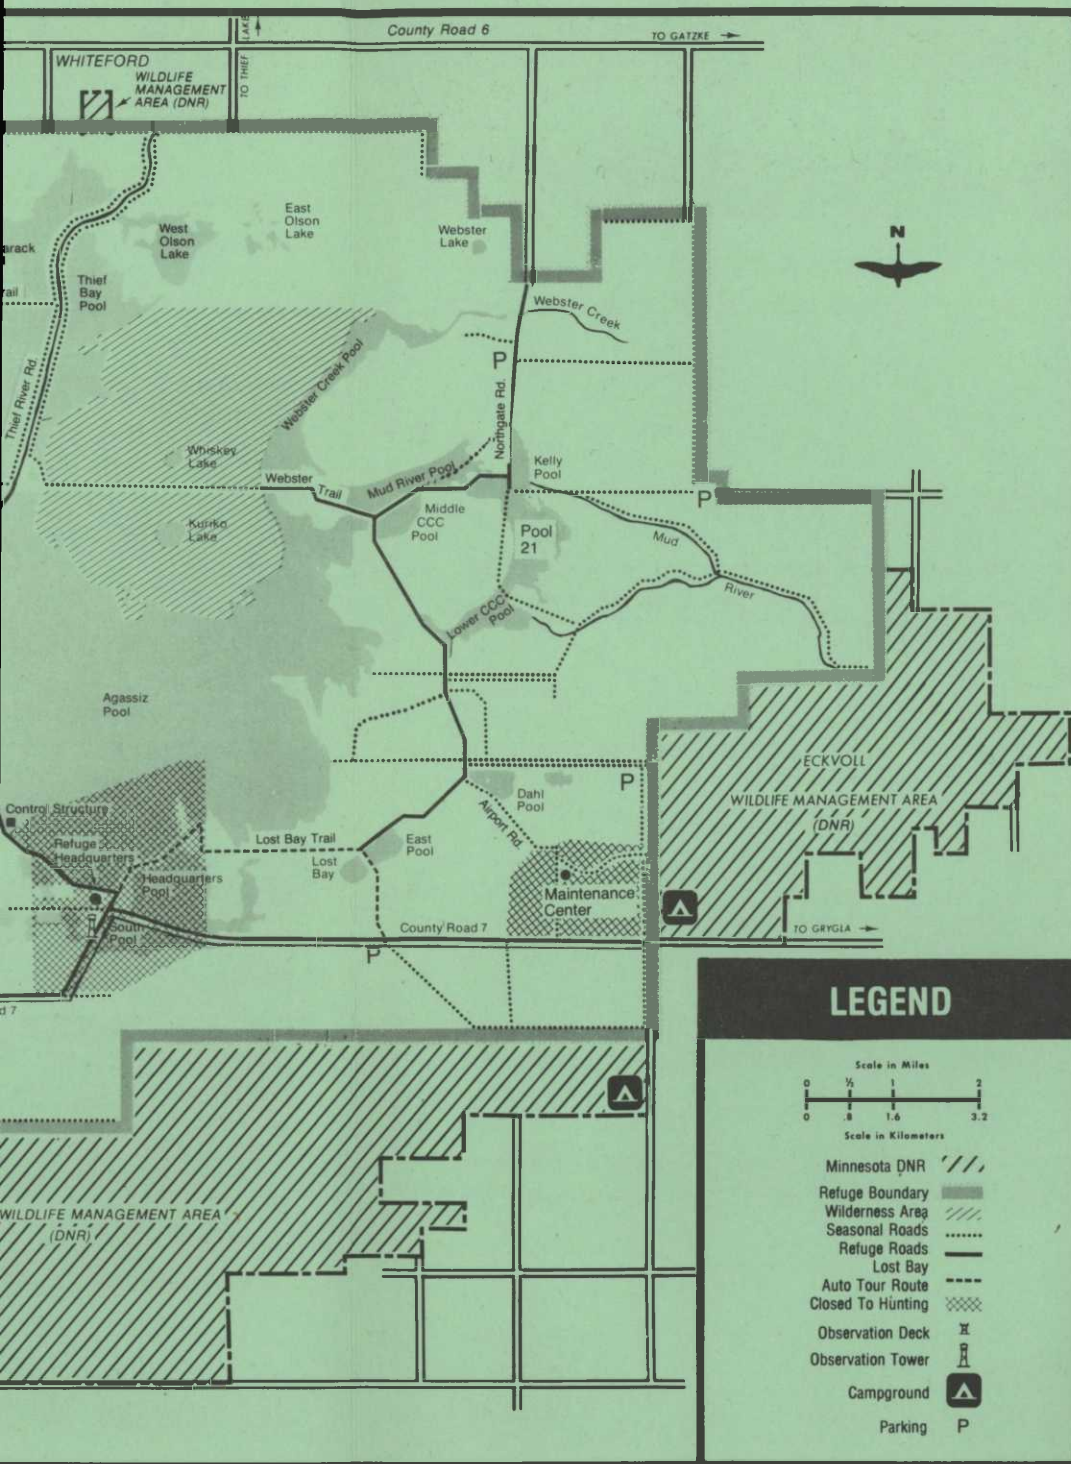 County Road 6
TO GATZKE
TO THIEF
LAKE
WHITEFORD
WILDLIFE
MANAGEMENT
AREA (DNR)
East
Olson
Lake
West
Olson
Lake
Webster
Lake
N
arack
Thief
Bay
Pool
rail
Webster Creek
Thief River Rd.
Webster Creek Pool
P
Northgate Rd.
Whiskey
Lake
Webster
Trail
Mud River Pool
Kelly
Pool
P
Kuriko
Lake
Middle
CCC
Pool
Pool
21
Mud
River
Lower CCC
Pool
Agassiz
Pool
ECKVOLL
WILDLIFE MANAGEMENT AREA
(DNR)
P
Dahl
Pool
Airport Rd.
Control Structure
Refuge
Headquarters
Lost Bay Trail
East
Pool
Lost
Bay
Headquarters
Pool
Maintenance
Center
South
Pool
County Road 7
TO GRYGLA
P
d 7
LEGEND
Scale in Miles
0 ½ 1 2
0 .8 1.6 3.2
Scale in Kilometers
Minnesota DNR
Refuge Boundary
Wilderness Area
Seasonal Roads
Refuge Roads
Lost Bay
Auto Tour Route
Closed To Hunting
Observation Deck
Observation Tower
Campground
Parking P
WILDLIFE MANAGEMENT AREA
(DNR)